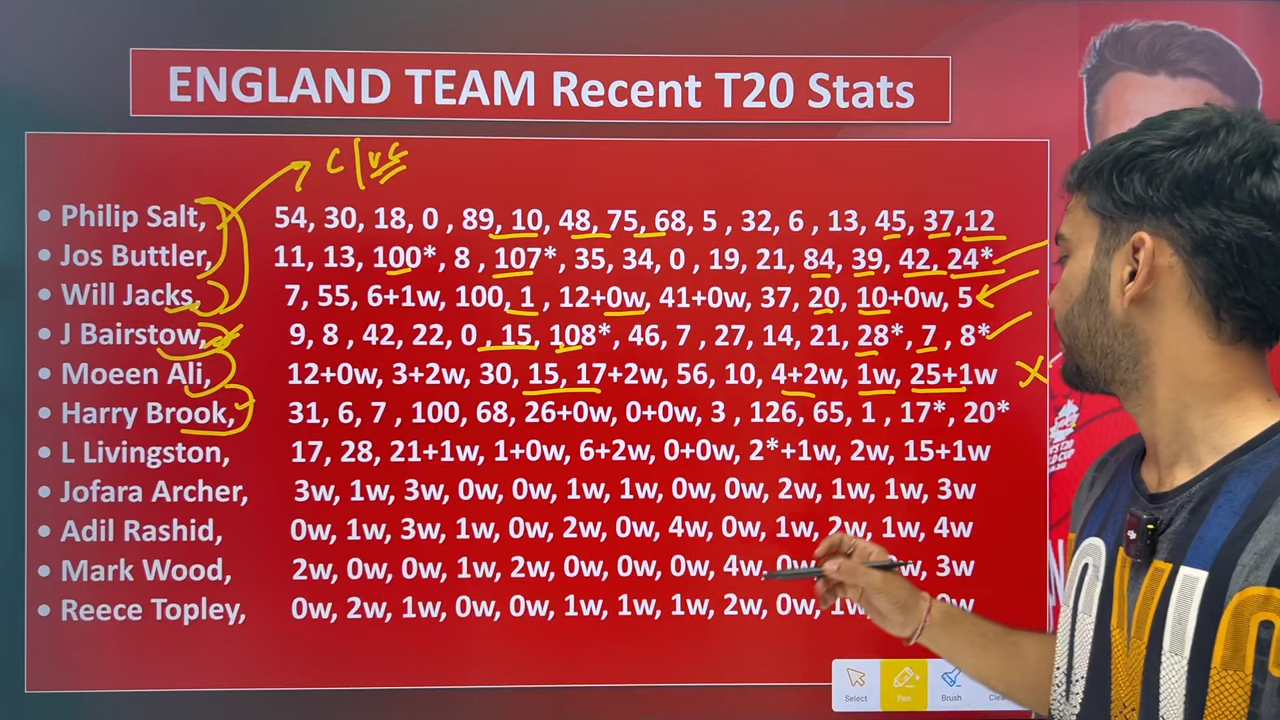 ENGLAND TEAM Recent T20 Stats
C/VC
• Philip Salt, 54, 30, 18, 0 , 89, 10, 48, 75, 68, 5 , 32, 6 , 13, 45, 37,12
• Jos Buttler, 11, 13, 100*, 8 , 107*, 35, 34, 0 , 19, 21, 84, 39, 42, 24*
• Will Jacks, 7, 55, 6+1w, 100, 1 , 12+0w, 41+0w, 37, 20, 10+0w, 5
• J Bairstow, 9, 8 , 42, 22, 0 , 15, 108*, 46, 7 , 27, 14, 21, 28*, 7 , 8*
• Moeen Ali, 12+0w, 3+2w, 30, 15, 17+2w, 56, 10, 4+2w, 1w, 25+1w X
• Harry Brook, 31, 6, 7 , 100, 68, 26+0w, 0+0w, 3 , 126, 65, 1 , 17*, 20*
• L Livingston, 17, 28, 21+1w, 1+0w, 6+2w, 0+0w, 2*+1w, 2w, 15+1w
• Jofara Archer, 3w, 1w, 3w, 0w, 0w, 1w, 1w, 0w, 0w, 2w, 1w, 1w, 3w
• Adil Rashid, 0w, 1w, 3w, 1w, 0w, 2w, 0w, 4w, 0w, 1w, 2w, 1w, 4w
• Mark Wood, 2w, 0w, 0w, 1w, 2w, 0w, 0w, 0w, 4w, 3w
• Reece Topley, 0w, 2w, 1w, 0w, 0w, 1w, 1w, 1w, 2w, 0w,
Select Pen Brush